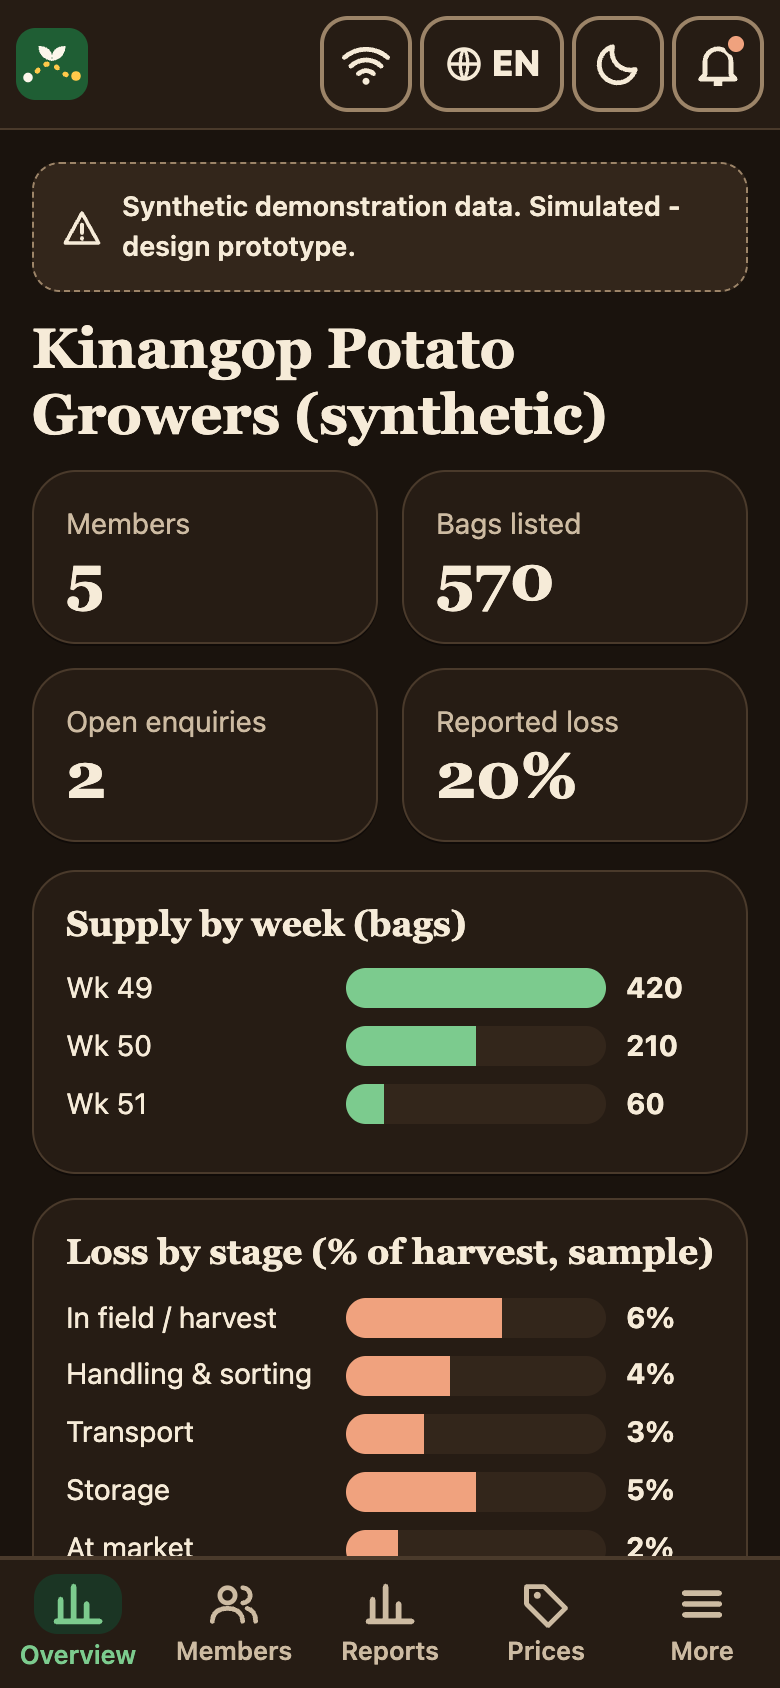 EN
Synthetic demonstration data. Simulated -
design prototype.
Kinangop Potato
Growers (synthetic)
Members
5
Bags listed
570
Open enquiries
2
Reported loss
20%
Supply by week (bags)
Wk 49 420
Wk 50 210
Wk 51 60
Loss by stage (% of harvest, sample)
In field / harvest 6%
Handling & sorting 4%
Transport 3%
Storage 5%
At market 2%
Overview Members Reports Prices More